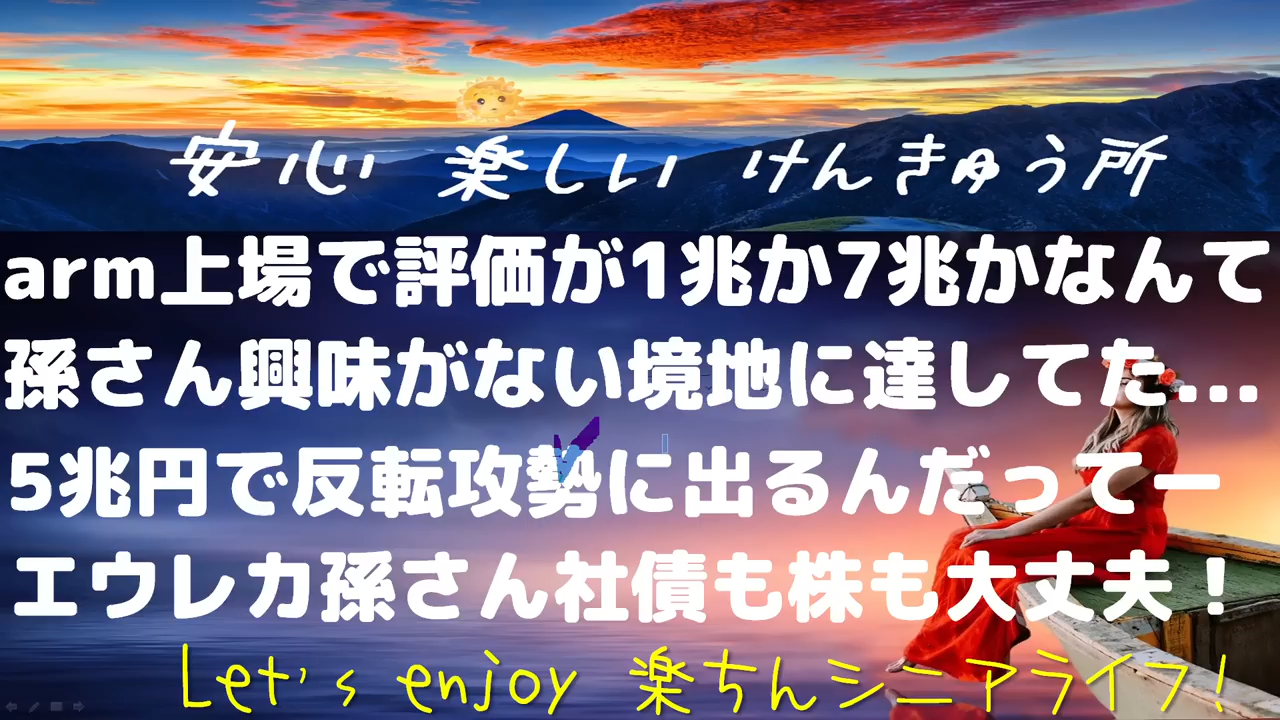 安心 楽しい けんきゅう所
arm上場で評価が1兆か7兆かなんて
孫さん興味がない境地に達してた...
5兆円で反転攻勢に出るんだってー
エウレカ孫さん社債も株も大丈夫！
Let's enjoy 楽ちんシニアライフ！